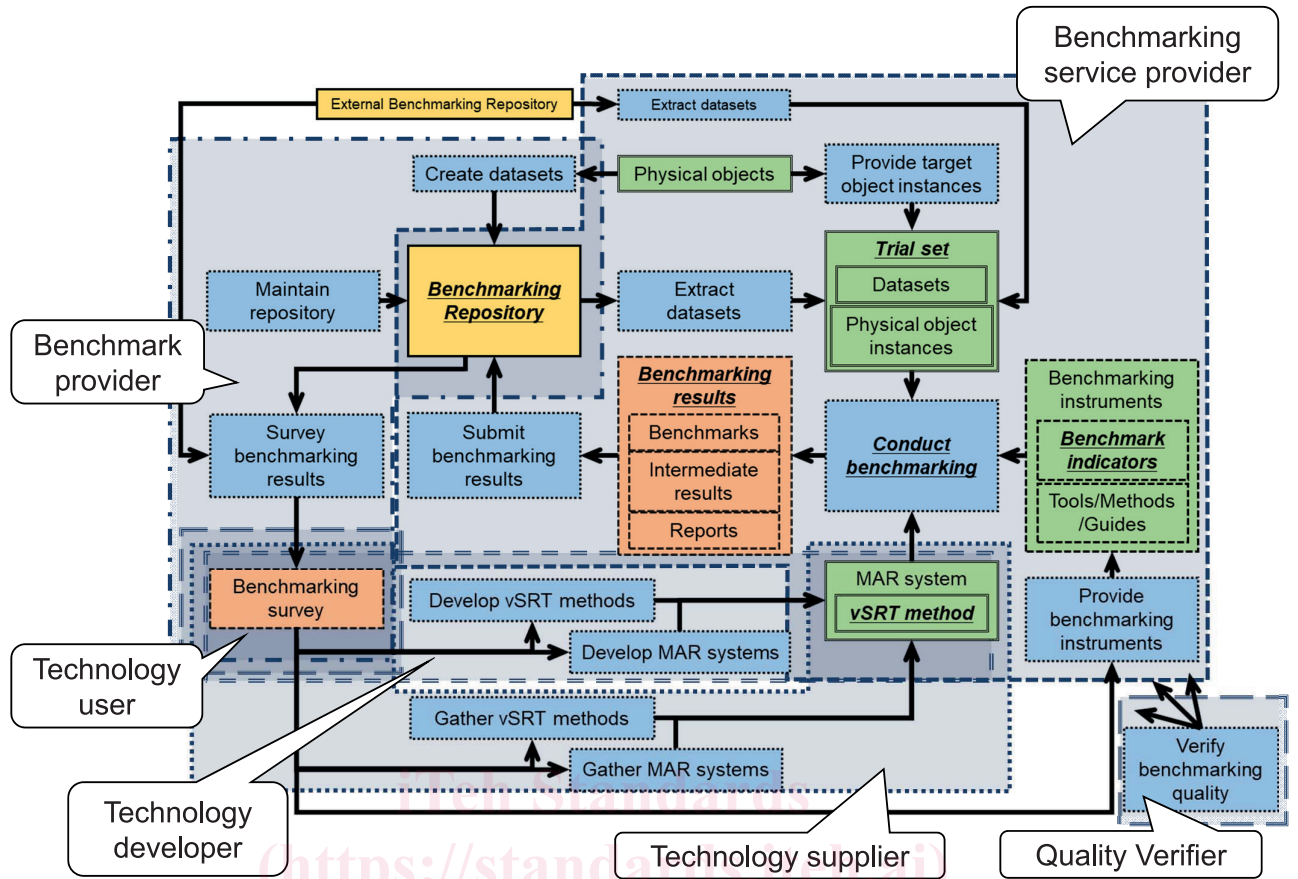 Benchmarking
service provider
External Benchmarking Repository
Extract datasets
Create datasets
Physical objects
Provide target
object instances
Trial set
Datasets
Physical object
instances
Maintain
repository
Benchmarking
Repository
Extract
datasets
Benchmark
provider
Benchmarking
results
Benchmarks
Intermediate
results
Reports
Benchmarking
instruments
Benchmark
indicators
Tools/Methods
/Guides
Survey
benchmarking
results
Submit
benchmarking
results
Conduct
benchmarking
Benchmarking
survey
Develop vSRT methods
Develop MAR systems
MAR system
vSRT method
Provide
benchmarking
instruments
Technology
user
Gather vSRT methods
Gather MAR systems
Verify
benchmarking
quality
Technology
developer
Technology supplier
Quality Verifier
iTeh Standards
(https://standards.iteh.ai)